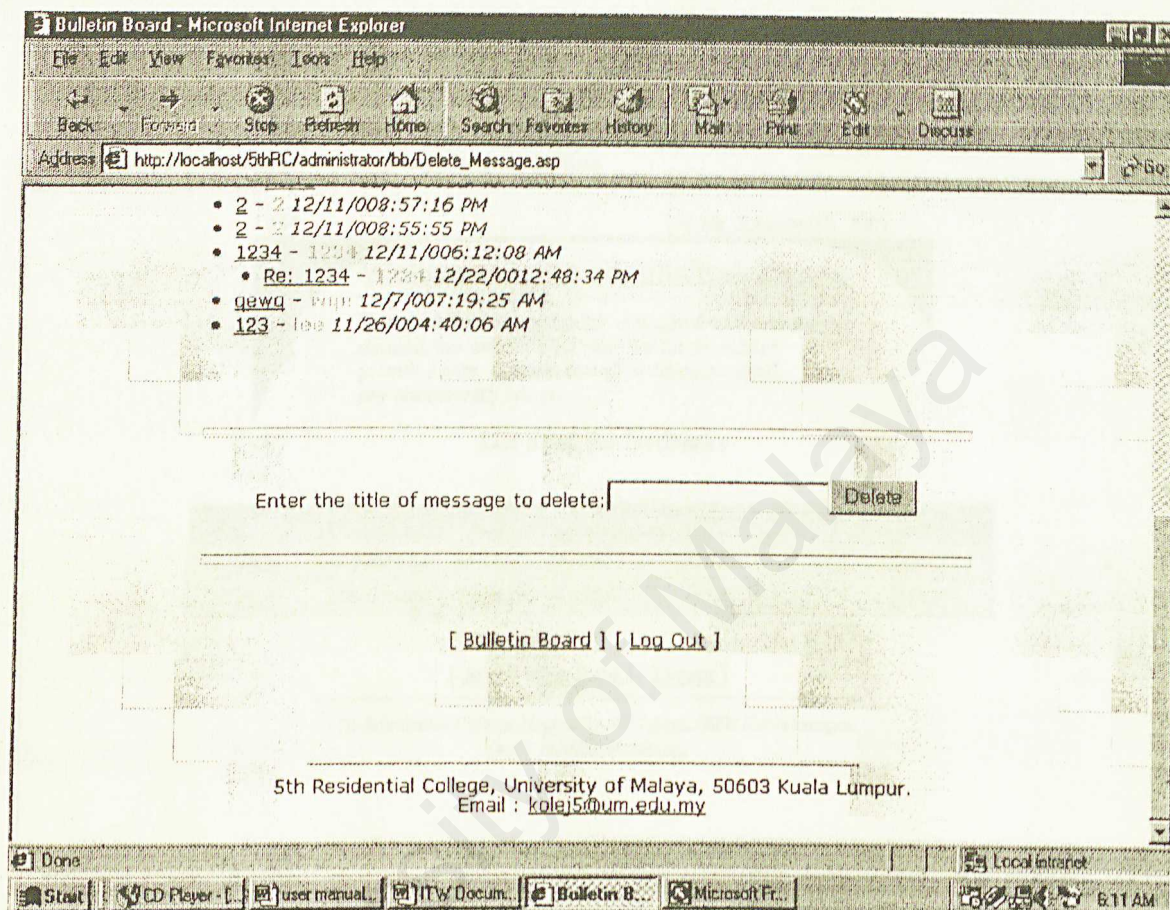 Bulletin Board - Microsoft Internet Explorer
File Edit View Favorites Tools Help
Back Forward Stop Refresh Home Search Favorites History Mail Print Edit Discuss
Address http://localhost/5thRC/administrator/bb/Delete_Message.asp Go
• 2 - 2 12/11/008:57:16 PM
• 2 - 2 12/11/008:55:55 PM
• 1234 - 1234 12/11/006:12:08 AM
• Re: 1234 - 1234 12/22/0012:48:34 PM
• qewq - 12/7/007:19:25 AM
• 123 - lee 11/26/004:40:06 AM
Enter the title of message to delete: Delete
[ Bulletin Board ] [ Log Out ]
5th Residential College, University of Malaya, 50603 Kuala Lumpur.
Email : kolej5@um.edu.my
Done Local intranet
Start CD Player - [... user manual... ITW Docum... Bulletin B... Microsoft Fr... 6:11 AM
ity of Malaya